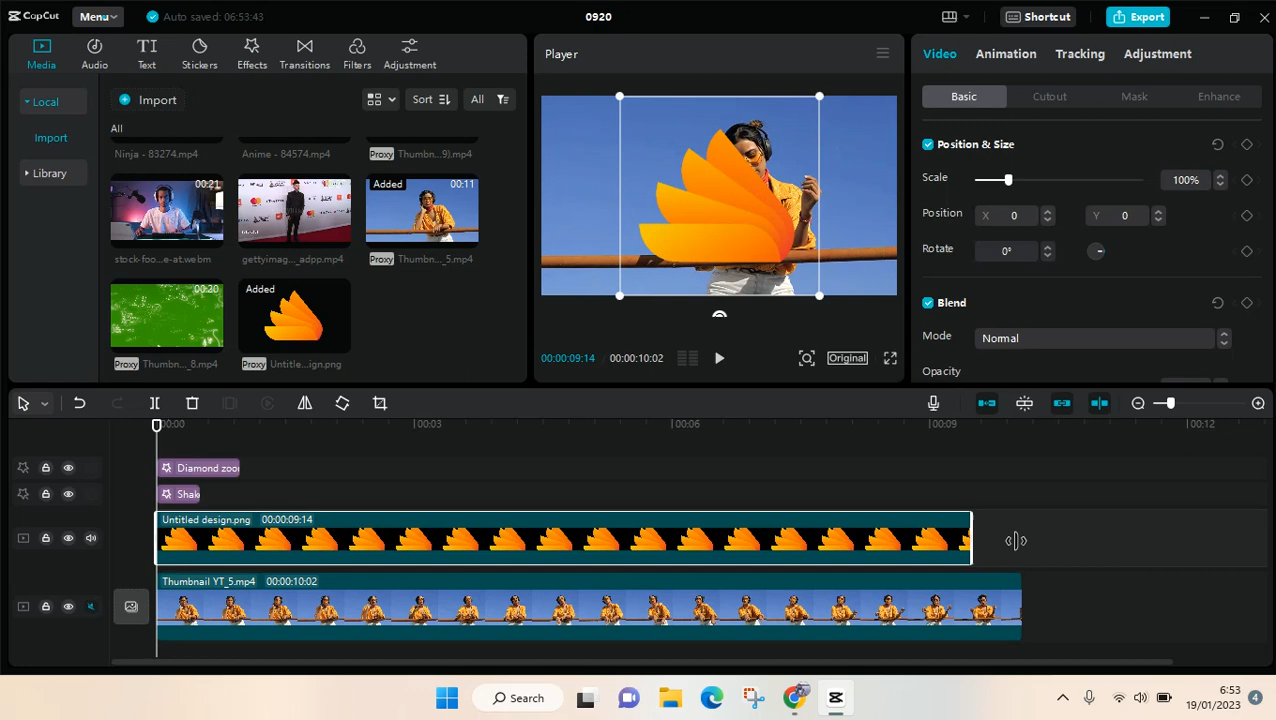 CapCut Menu Auto saved: 06:53:43 0920 Shortcut Export
Media Audio Text Stickers Effects Transitions Filters Adjustment
Local
Import
Library
Import Sort All
All
Ninja - 83274.mp4 Anime - 84574.mp4 Proxy Thumbn...9).mp4
00:21 Added 00:11
stock-foo...e-at.webm gettyimag..._adpp.mp4 Proxy Thumbn..._5.mp4
00:20 Added
Proxy Thumbn..._8.mp4 Proxy Untitle...ign.png
Player
00:00:09:14 / 00:00:10:02 Original
Video Animation Tracking Adjustment
Basic Cutout Mask Enhance
Position & Size
Scale 100%
Position X 0 Y 0
Rotate 0°
Blend
Mode Normal
Opacity
00:00 00:03 00:06 00:09 00:12
Diamond zoo
Shak
Untitled design.png 00:00:09:14
Thumbnail YT_5.mp4 00:00:10:02
Search
6:53
19/01/2023
4